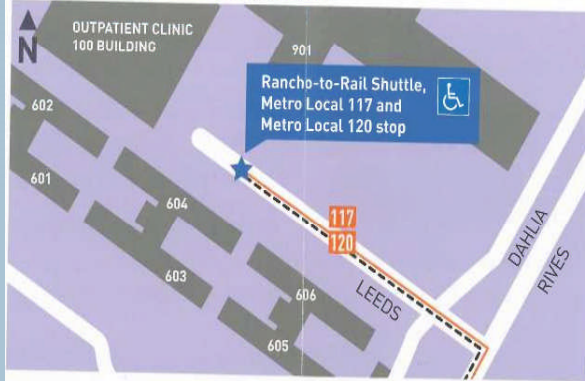 OUTPATIENT CLINIC
100 BUILDING
N
901
Rancho-to-Rail Shuttle,
Metro Local 117 and
Metro Local 120 stop
602
601
604
603
117
120
DAHLIA
RIVES
LEEDS
606
605